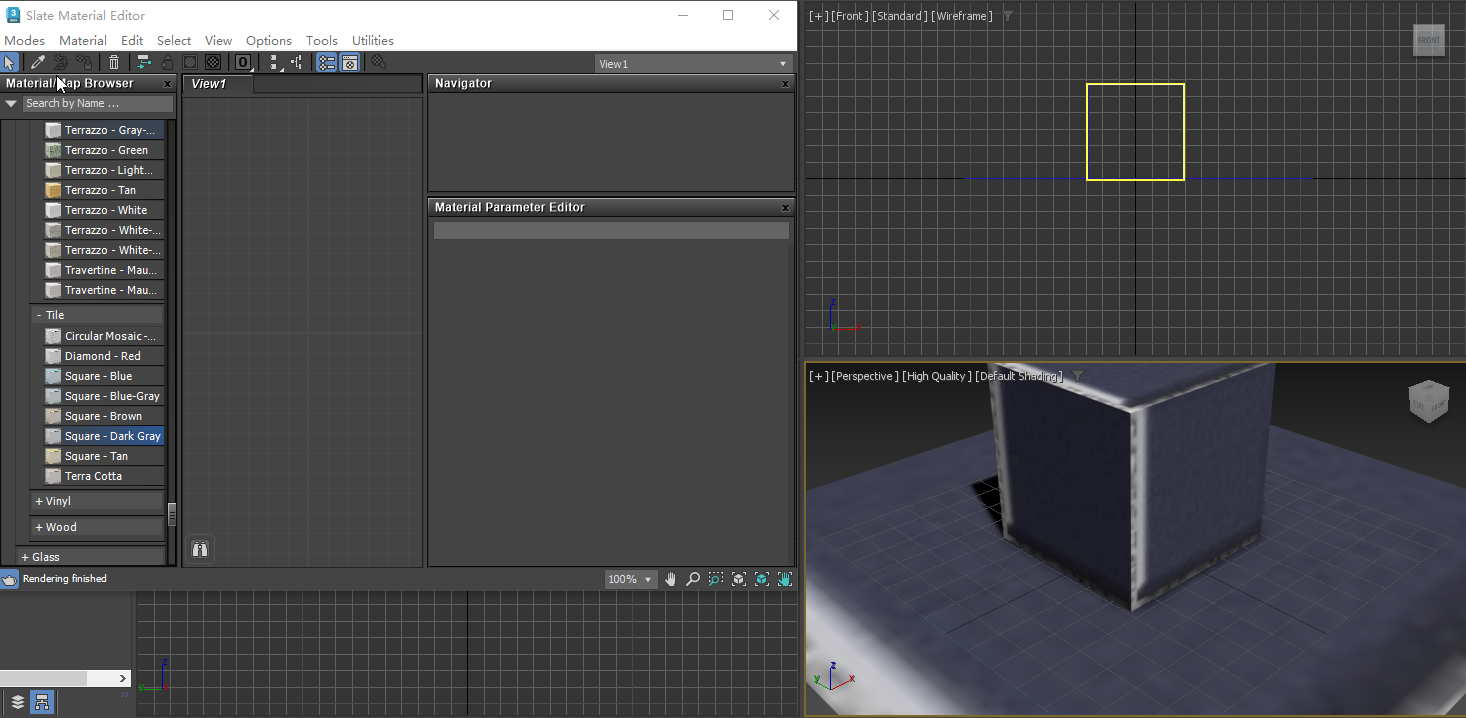 3
Slate Material Editor
Modes Material Edit Select View Options Tools Utilities
0
View1
Material/Map Browser x
Search by Name ...
Terrazzo - Gray-...
Terrazzo - Green
Terrazzo - Light...
Terrazzo - Tan
Terrazzo - White
Terrazzo - White-...
Terrazzo - White-...
Travertine - Mau...
Travertine - Mau...
- Tile
Circular Mosaic -...
Diamond - Red
Square - Blue
Square - Blue-Gray
Square - Brown
Square - Dark Gray
Square - Tan
Terra Cotta
+ Vinyl
+ Wood
+ Glass
View1
Navigator x
Material Parameter Editor x
Rendering finished
100%
z
y
[+] [Front ] [Standard ] [Wireframe ]
FRONT
z
y x
[+] [Perspective ] [High Quality ] [Default Shading ]
z
y x